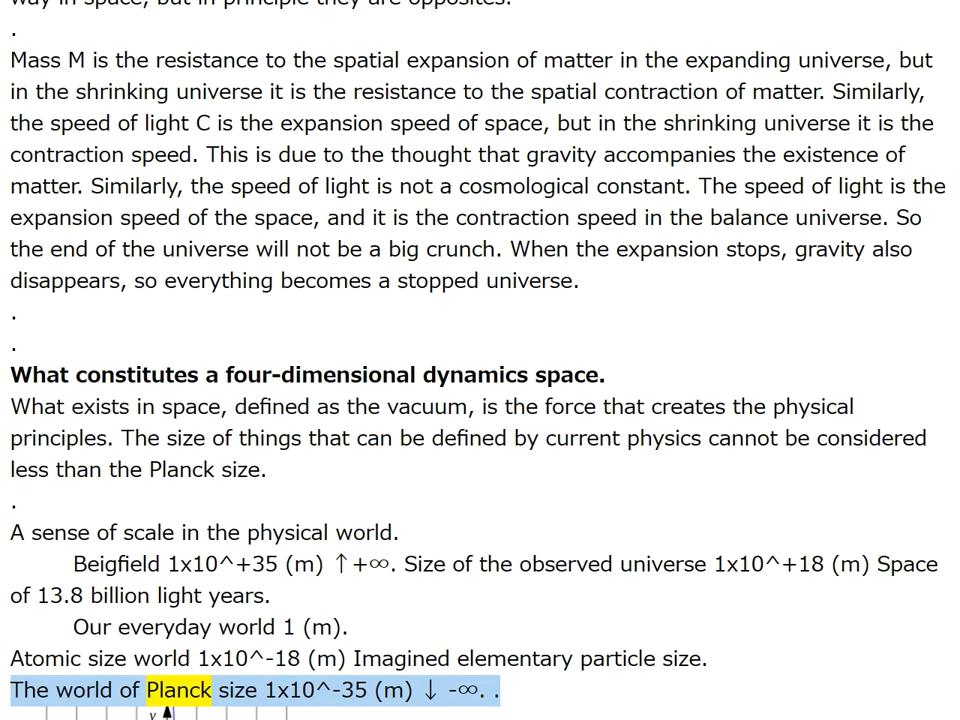 way in space, but in principle they are opposites.
.
Mass M is the resistance to the spatial expansion of matter in the expanding universe, but
in the shrinking universe it is the resistance to the spatial contraction of matter. Similarly,
the speed of light C is the expansion speed of space, but in the shrinking universe it is the
contraction speed. This is due to the thought that gravity accompanies the existence of
matter. Similarly, the speed of light is not a cosmological constant. The speed of light is the
expansion speed of the space, and it is the contraction speed in the balance universe. So
the end of the universe will not be a big crunch. When the expansion stops, gravity also
disappears, so everything becomes a stopped universe.
.
.
What constitutes a four-dimensional dynamics space.
What exists in space, defined as the vacuum, is the force that creates the physical
principles. The size of things that can be defined by current physics cannot be considered
less than the Planck size.
.
A sense of scale in the physical world.
Beigfield 1x10^+35 (m) ↑+∞. Size of the observed universe 1x10^+18 (m) Space
of 13.8 billion light years.
Our everyday world 1 (m).
Atomic size world 1x10^-18 (m) Imagined elementary particle size.
The world of Planck size 1x10^-35 (m) ↓ -∞. .
y